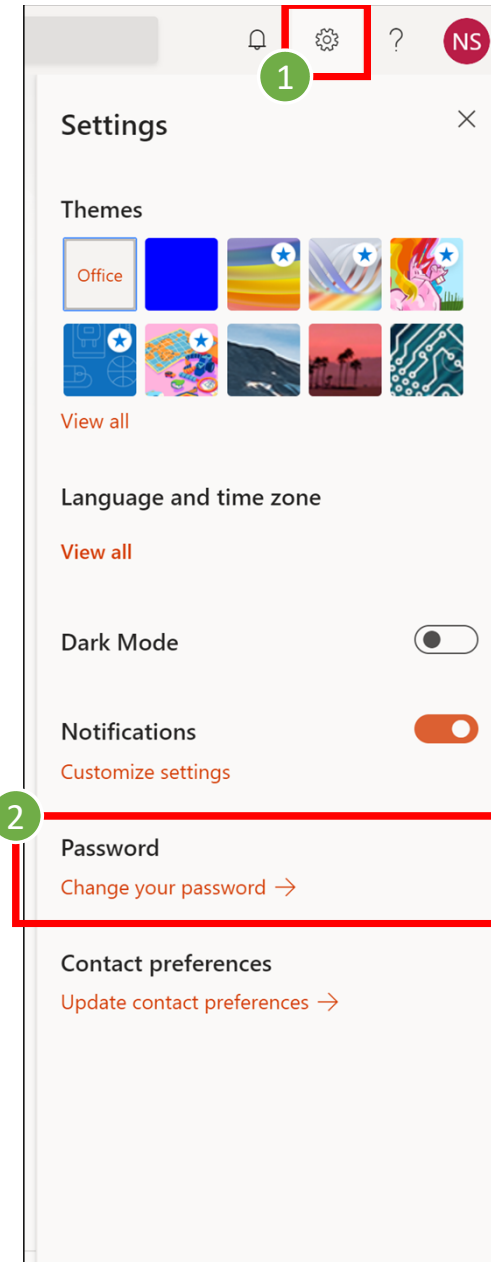 NS
1
Settings
Themes
Office
View all
Language and time zone
View all
Dark Mode
Notifications
Customize settings
2
Password
Change your password →
Contact preferences
Update contact preferences →